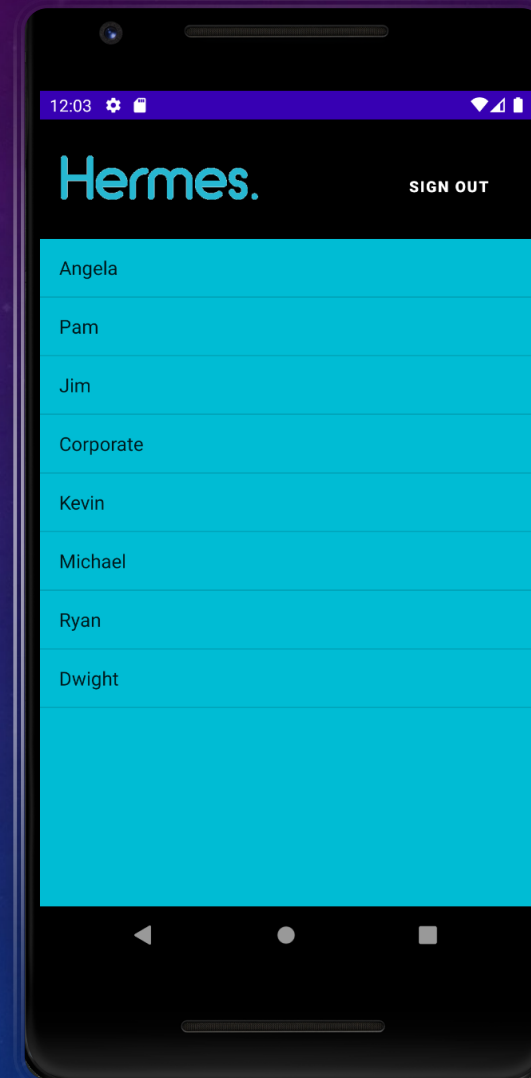 12:03
Hermes.
SIGN OUT
Angela
Pam
Jim
Corporate
Kevin
Michael
Ryan
Dwight